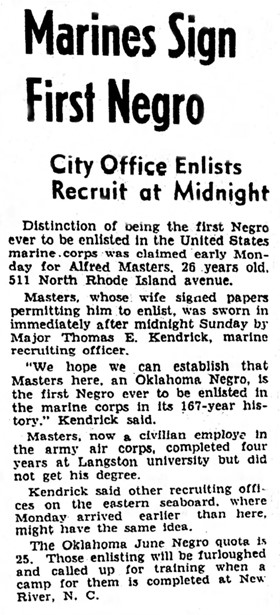 Marines Sign
First Negro
City Office Enlists
Recruit at Midnight
Distinction of being the first Negro
ever to be enlisted in the United States
marine corps was claimed early Mon-
day for Alfred Masters, 26 years old,
511 North Rhode Island avenue.
Masters, whose wife signed papers
permitting him to enlist, was sworn in
immediately after midnight Sunday by
Major Thomas E. Kendrick, marine
recruiting officer.
"We hope we can establish that
Masters here, an Oklahoma Negro, is
the first Negro ever to be enlisted in
the marine corps in its 167-year his-
tory." Kendrick said.
Masters, now a civilian employe in
the army air corps, completed four
years at Langston university but did
not get his degree.
Kendrick said other recruiting offi-
ces on the eastern seaboard, where
Monday arrived earlier than here,
might have the same idea.
The Oklahoma June Negro quota is
25. Those enlisting will be furloughed
and called up for training when a
camp for them is completed at New
River, N. C.